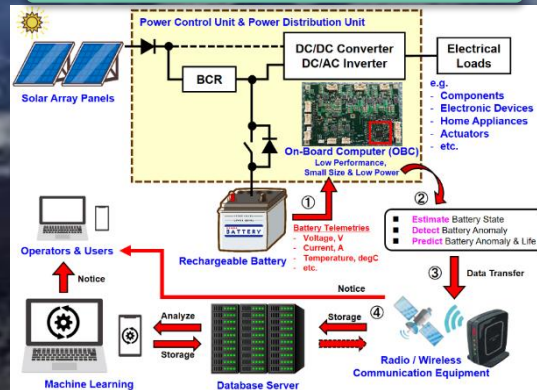 Power Control Unit & Power Distribution Unit
DC/DC Converter
DC/AC Inverter
Electrical
Loads
BCR
Solar Array Panels
e.g.
- Components
- Electronic Devices
- Home Appliances
- Actuators
- etc.
On-Board Computer (OBC)
Low Performance,
Small Size & Low Power
①
②
BATTERY
Battery Telemetries
- Voltage, V
- Current, A
- Temperature, degC
- etc.
Rechargeable Battery
■ Estimate Battery State
■ Detect Battery Anomaly
■ Predict Battery Anomaly & Life
Operators & Users
③
Data Transfer
Notice
Notice
④
Analyze
Storage
Storage
Machine Learning
Database Server
Radio / Wireless
Communication Equipment